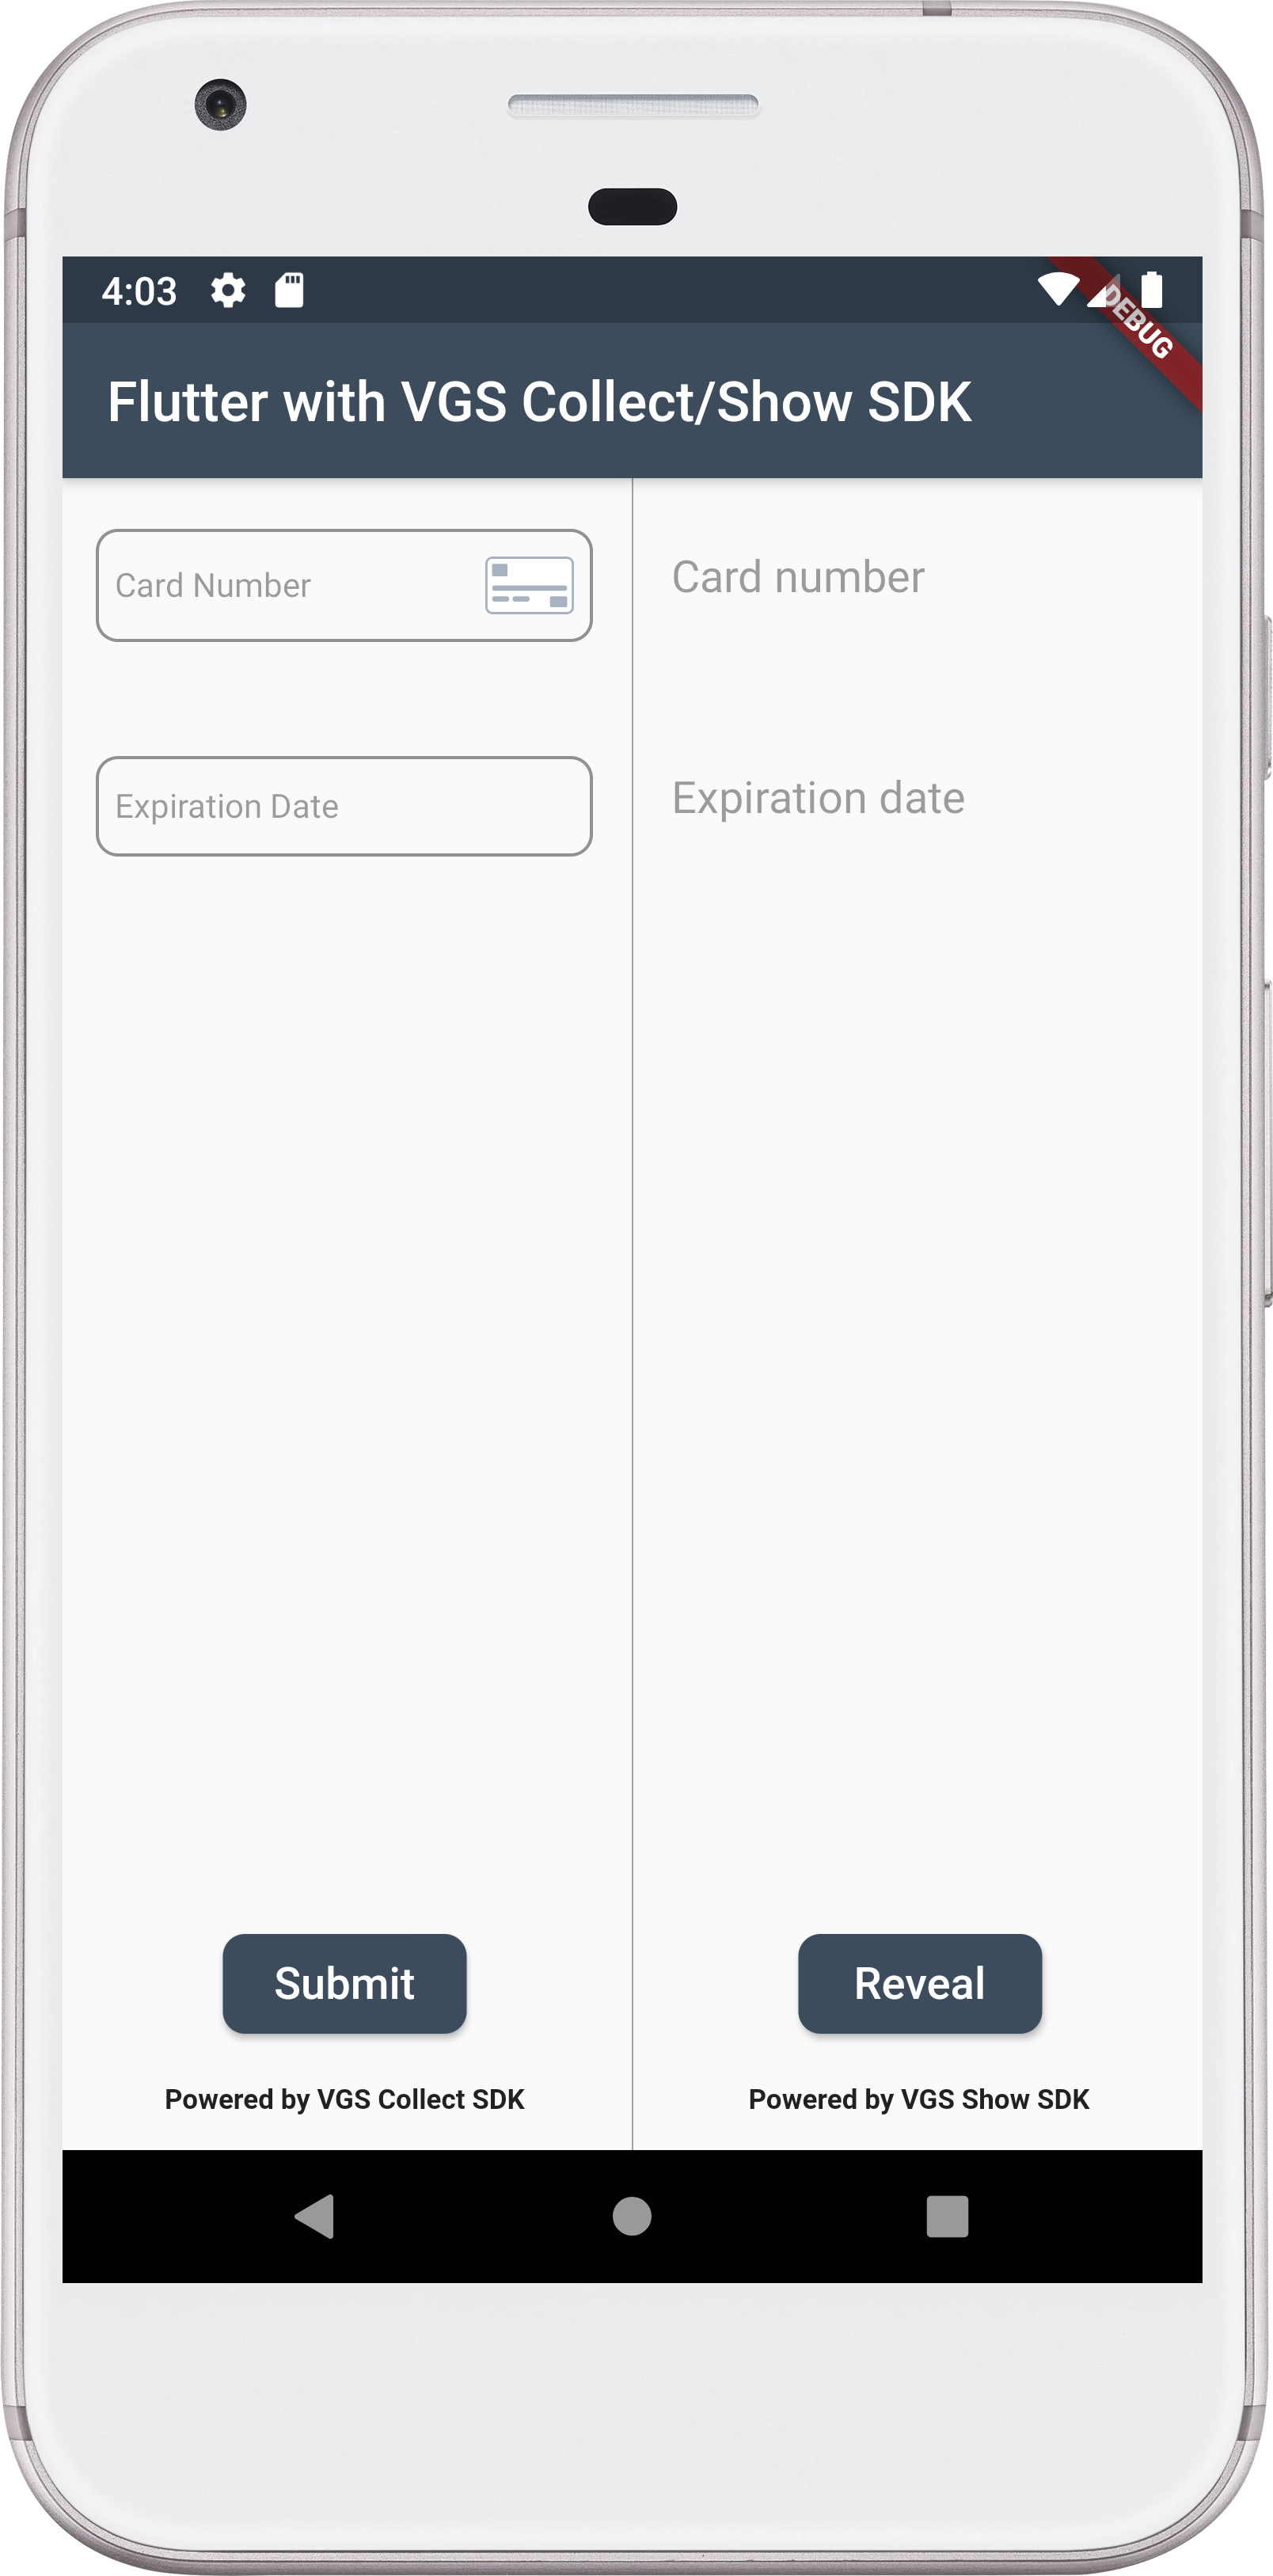 4:03
DEBUG
Flutter with VGS Collect/Show SDK
Card Number
Card number
Expiration Date
Expiration date
Submit
Reveal
Powered by VGS Collect SDK
Powered by VGS Show SDK